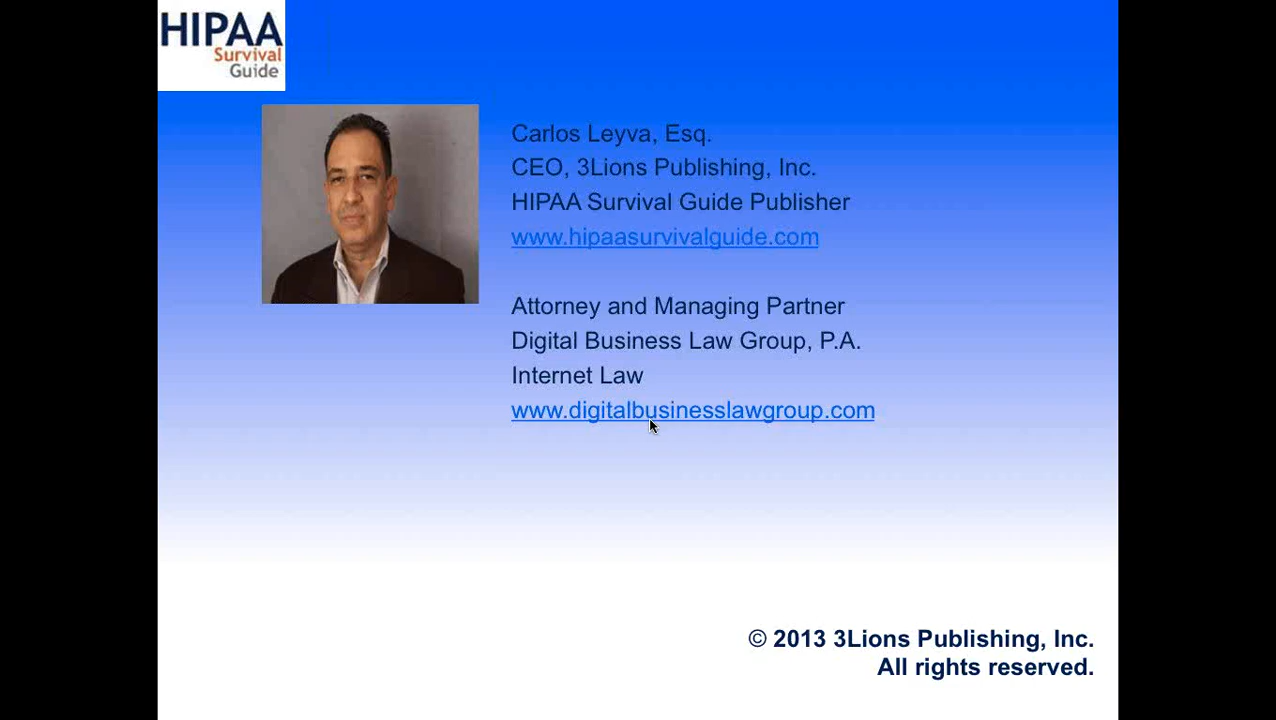 HIPAA
Survival
Guide
Carlos Leyva, Esq.
CEO, 3Lions Publishing, Inc.
HIPAA Survival Guide Publisher
www.hipaasurvivalguide.com
Attorney and Managing Partner
Digital Business Law Group, P.A.
Internet Law
www.digitalbusinesslawgroup.com
© 2013 3Lions Publishing, Inc.
All rights reserved.